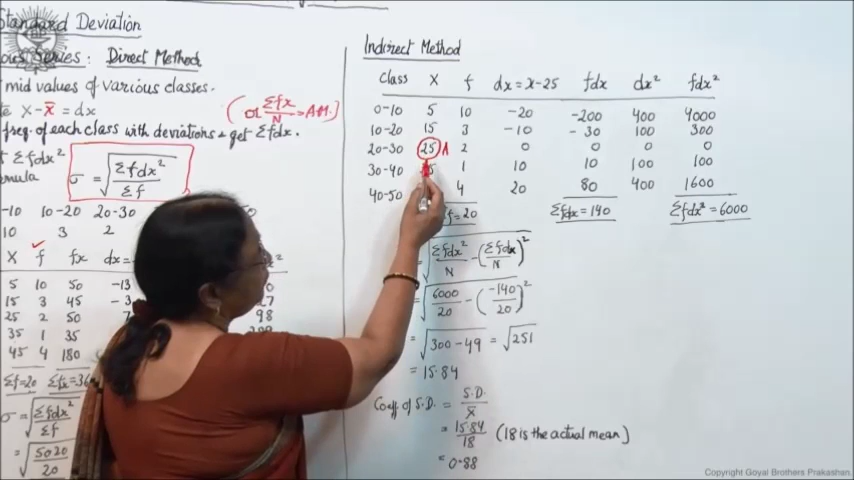 Standard Deviation
ous Series: Direct Method
mid values of various classes.
te X - X̄ = dx
(or Σfx/N = A.M.)
freq. of each class with deviations & get Σfdx.
Σfdx²
mula σ = √(Σfdx²/Σf)
-10 10-20 20-30
10 3 2
X f fx dx=
5 10 50 -13
15 3 45 -3
25 2 50 7
35 1 35
45 4 180
Σf=20 Σfx=36
σ = √(Σfdx²/Σf)
= √(5020/20)
Indirect Method
Class X f dx = x-25 fdx dx² fdx²
0-10 5 10 -20 -200 400 4000
10-20 15 3 -10 -30 100 300
20-30 25 A 2 0 0 0 0
30-40 1 10 10 100 100
40-50 4 20 80 400 1600
f=20 Σfdx=140 Σfdx²=6000
= √(Σfdx²/N - (Σfdx/N)²)
= √(6000/20 - (-140/20)²)
= √(300-49) = √251
= 15.84
Coeff of S.D. = S.D./X̄
= 15.84/18 (18 is the actual mean)
= 0.88
Copyright Goyal Brothers Prakashan.